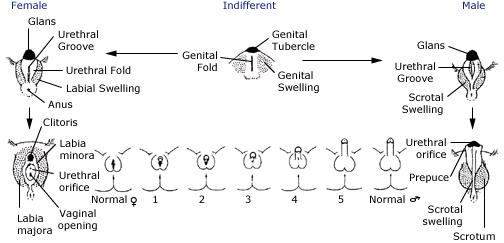 Female
Indifferent
Male
Glans
Urethral
Groove
Urethral Fold
Labial Swelling
Anus
Genital
Tubercle
Genital
Fold
Genital
Swelling
Glans
Urethral
Groove
Scrotal
Swelling
Clitoris
Labia
minora
Urethral
orifice
Vaginal
opening
Labia
majora
Normal ♀ 1 2 3 4 5 Normal ♂
Urethral
orifice
Prepuce
Scrotal
swelling
Scrotum